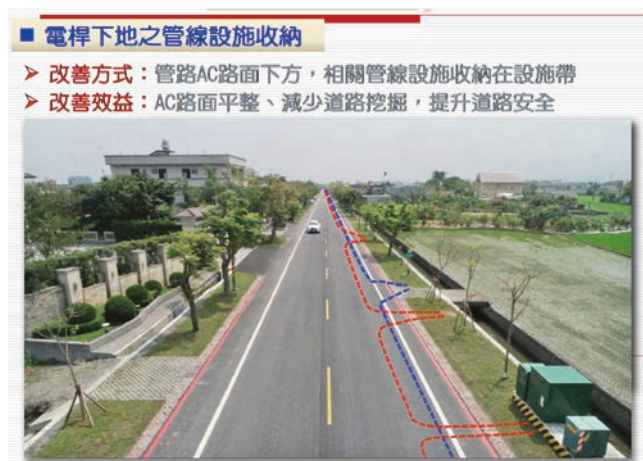 電桿下地之管線設施收納
改善方式：管路AC路面下方，相關管線設施收納在設施帶
改善效益：AC路面平整、減少道路挖掘，提升道路安全